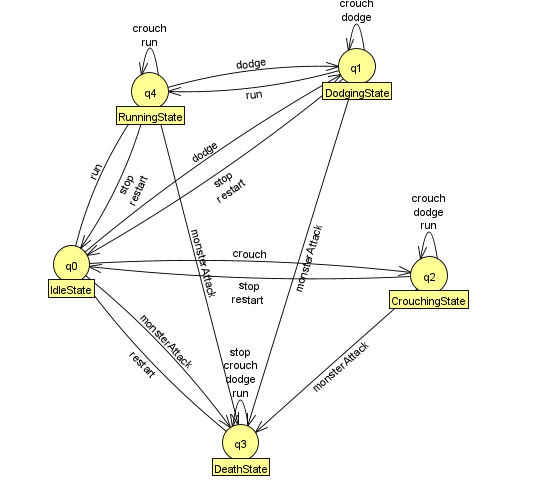 crouch
dodge
crouch
run
q1
DodgingState
dodge
run
q4
RunningState
run
stop
restart
dodge
stop
restart
crouch
dodge
run
q0
IdleState
crouch
stop
restart
q2
CrouchingState
monsterAttack
monsterAttack
monsterAttack
restart
monsterAttack
stop
crouch
dodge
run
q3
DeathState